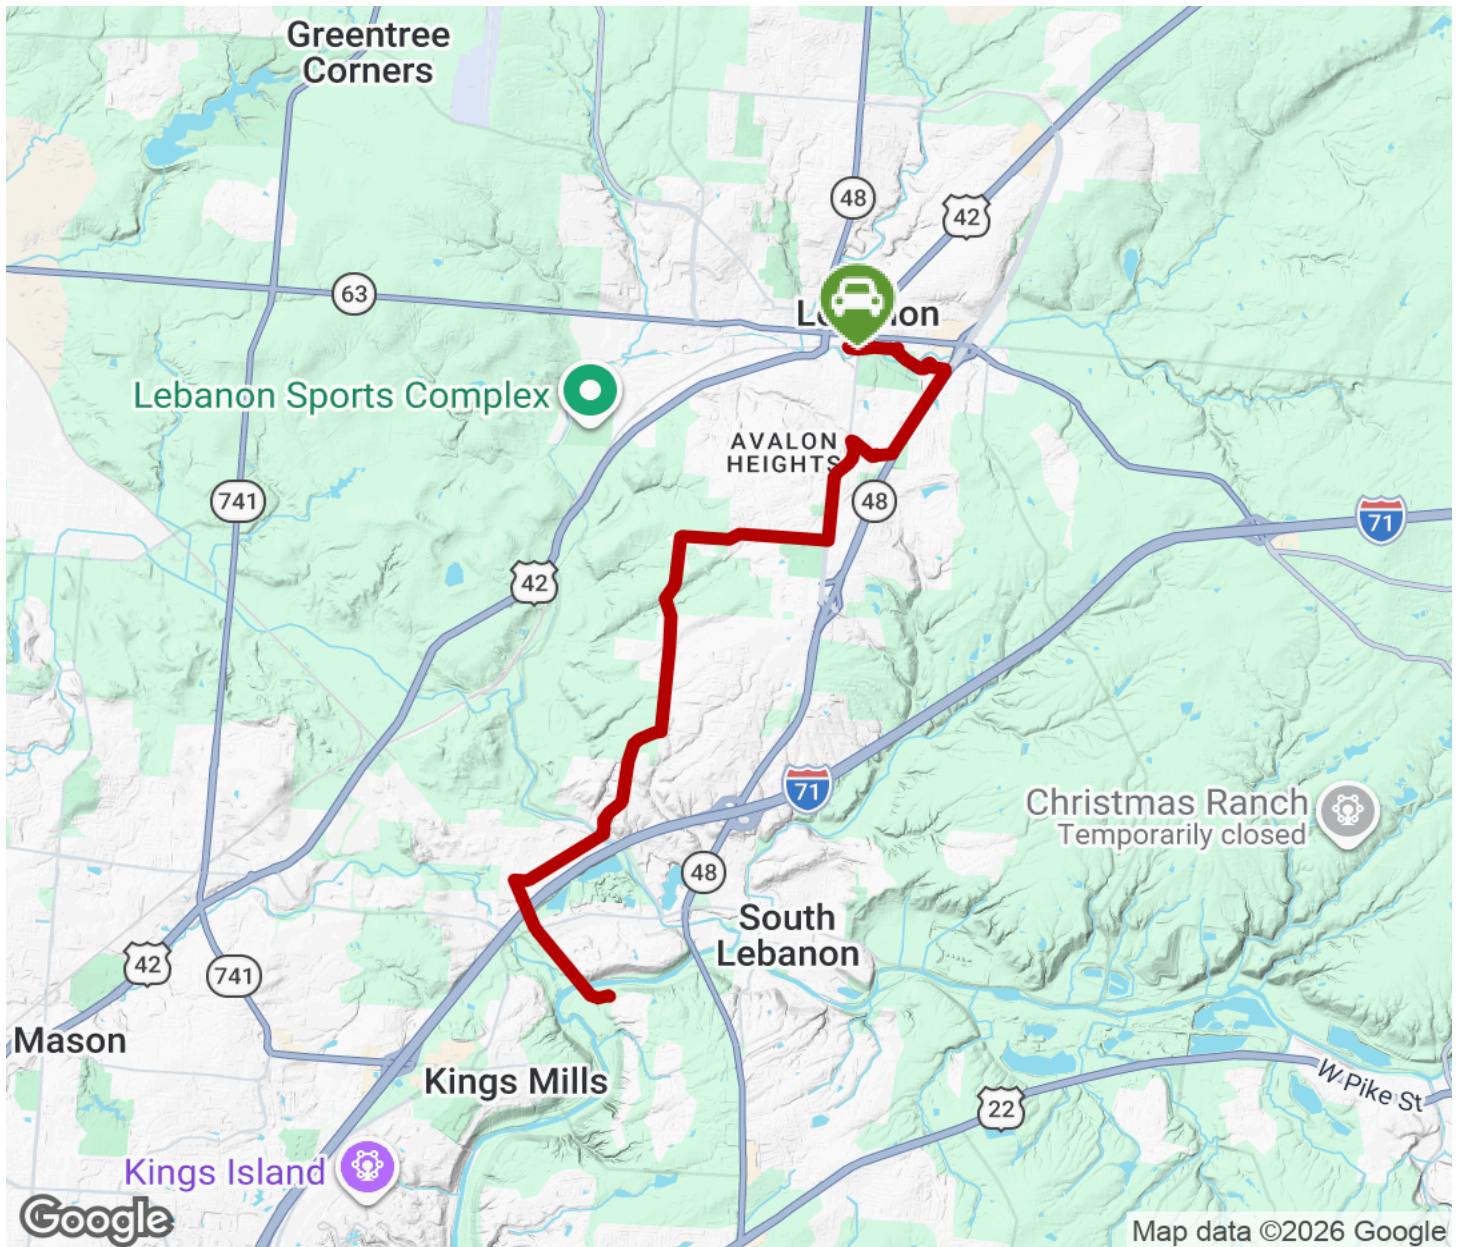 Greentree
Corners
48
42
63
Lebanon Sports Complex
AVALON
HEIGHTS
741
48
71
42
71
Christmas Ranch
Temporarily closed
48
South
Lebanon
42
741
Mason
Kings Mills
22
W Pike St
Kings Island
Google
Map data ©2026 Google